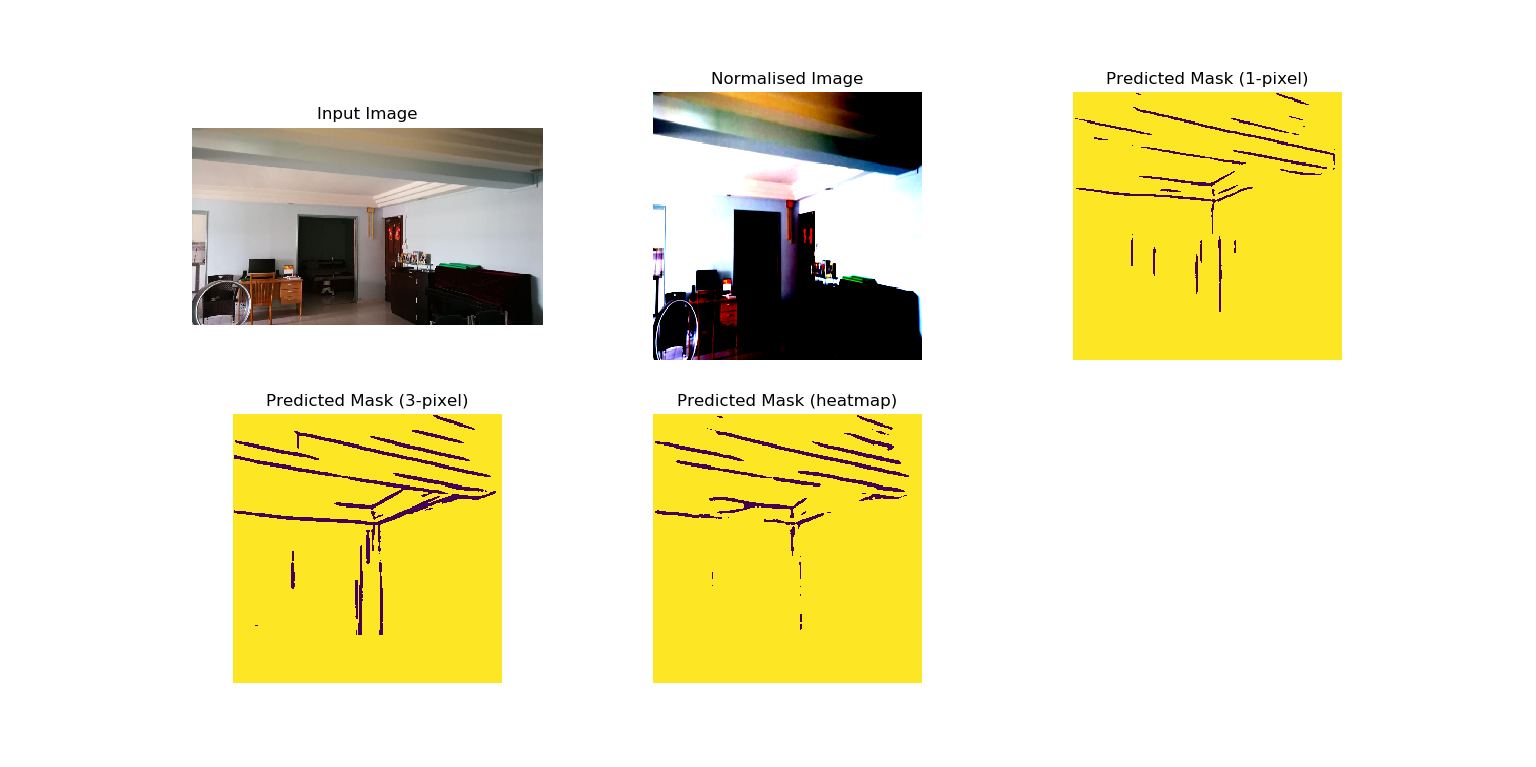 Input Image
Normalised Image
Predicted Mask (1-pixel)
Predicted Mask (3-pixel)
Predicted Mask (heatmap)